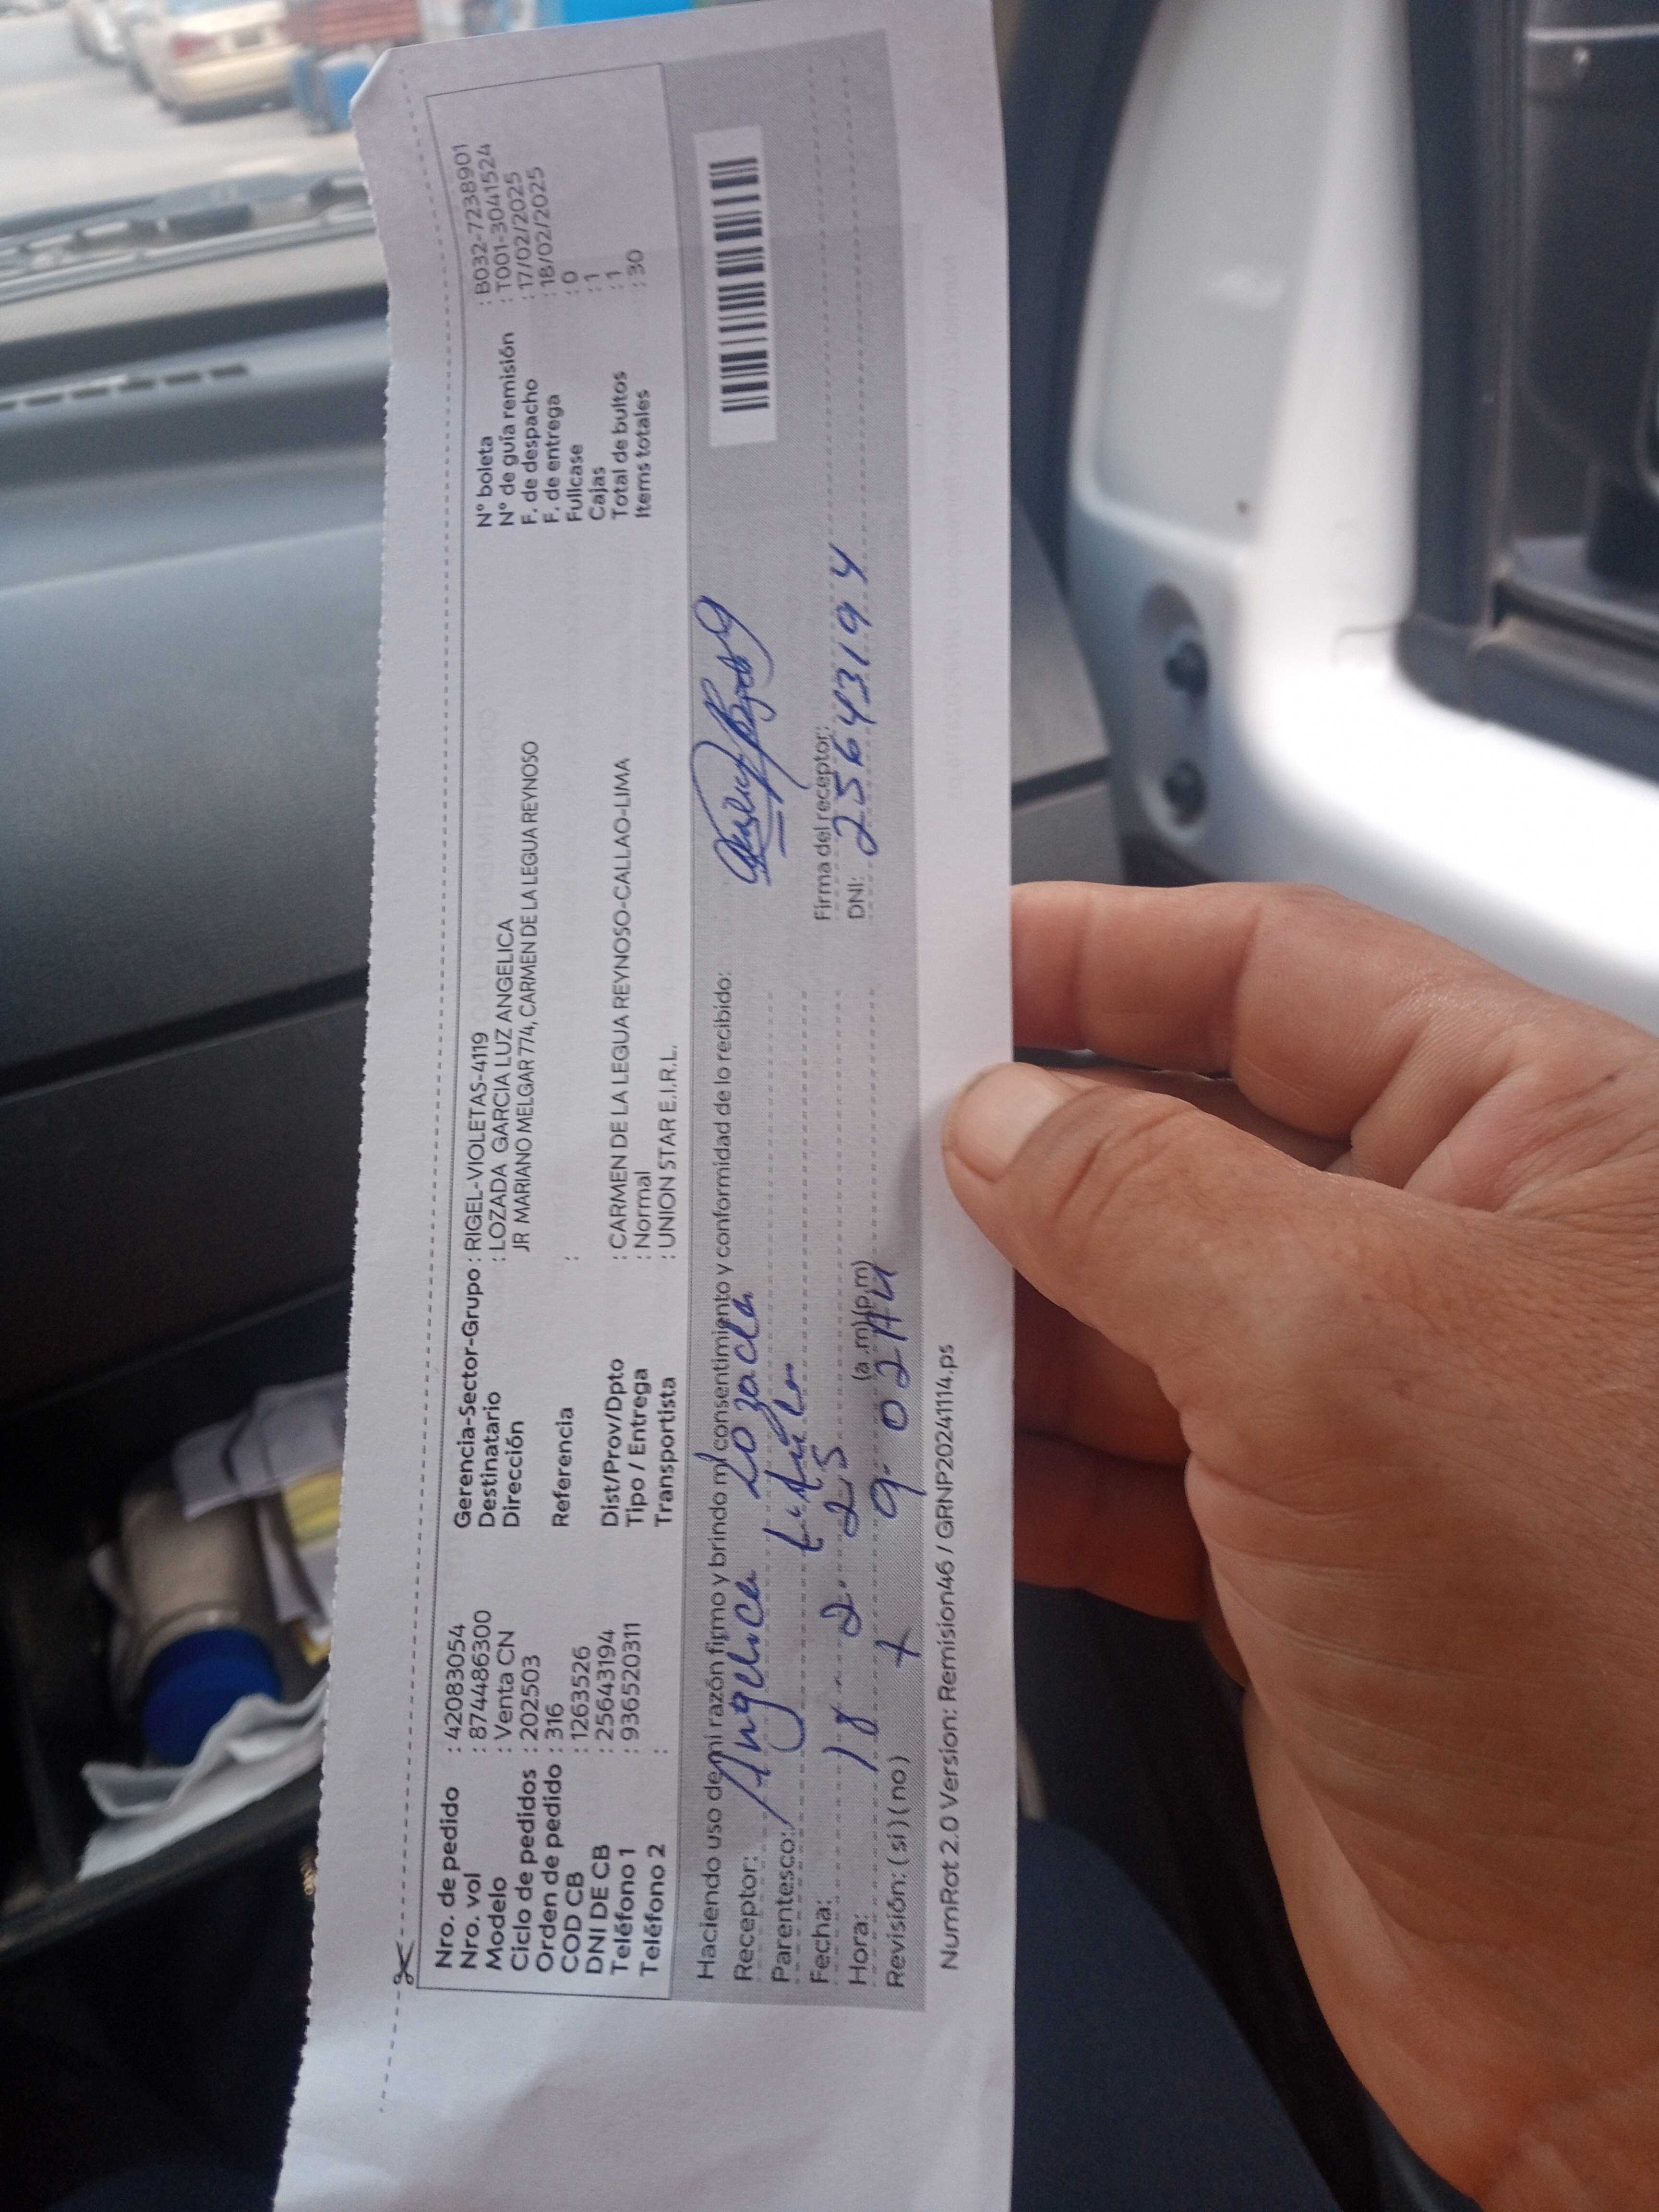 Nro. de pedido : 42083054
Nro. vol : 8744486300
Modelo : Venta CN
Ciclo de pedidos : 202503
Orden de pedido : 316
COD CB : 1263526
DNI DE CB : 25643194
Teléfono 1 : 936520311
Teléfono 2 :
Gerencia-Sector-Grupo : RIGEL-VIOLETAS-4119
Destinatario : LOZADA GARCIA LUZ ANGELICA
Dirección JR MARIANO MELGAR 774, CARMEN DE LA LEGUA REYNOSO
Referencia :
Dist/Prov/Dpto : CARMEN DE LA LEGUA REYNOSO-CALLAO-LIMA
Tipo / Entrega : Normal
Transportista : UNION STAR E.I.R.L.
N° boleta : B032-7238901
N° de guía remisión : T001-3041524
F. de despacho : 17/02/2025
F. de entrega : 18/02/2025
Fullcase : 0
Cajas : 1
Total de bultos : 1
Items totales : 30
Haciendo uso de mi razón firmo y brindo mi consentimiento y conformidad de lo recibido:
Receptor: Angelica Lozada
Parentesco: titular
Fecha: 18 - 2. 25
Hora: 9. 02 AM (a.m)(p.m)
Revisión: (si) (no) x
Firma del receptor:
DNI: 25643194
NumRot 2.0 Version: Remision46 / GRNP20241114.ps